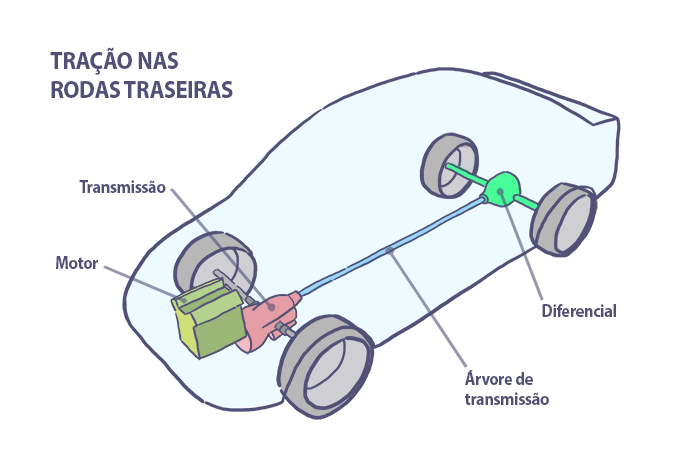 TRAÇÃO NAS
RODAS TRASEIRAS
Transmissão
Motor
Diferencial
Árvore de
transmissão